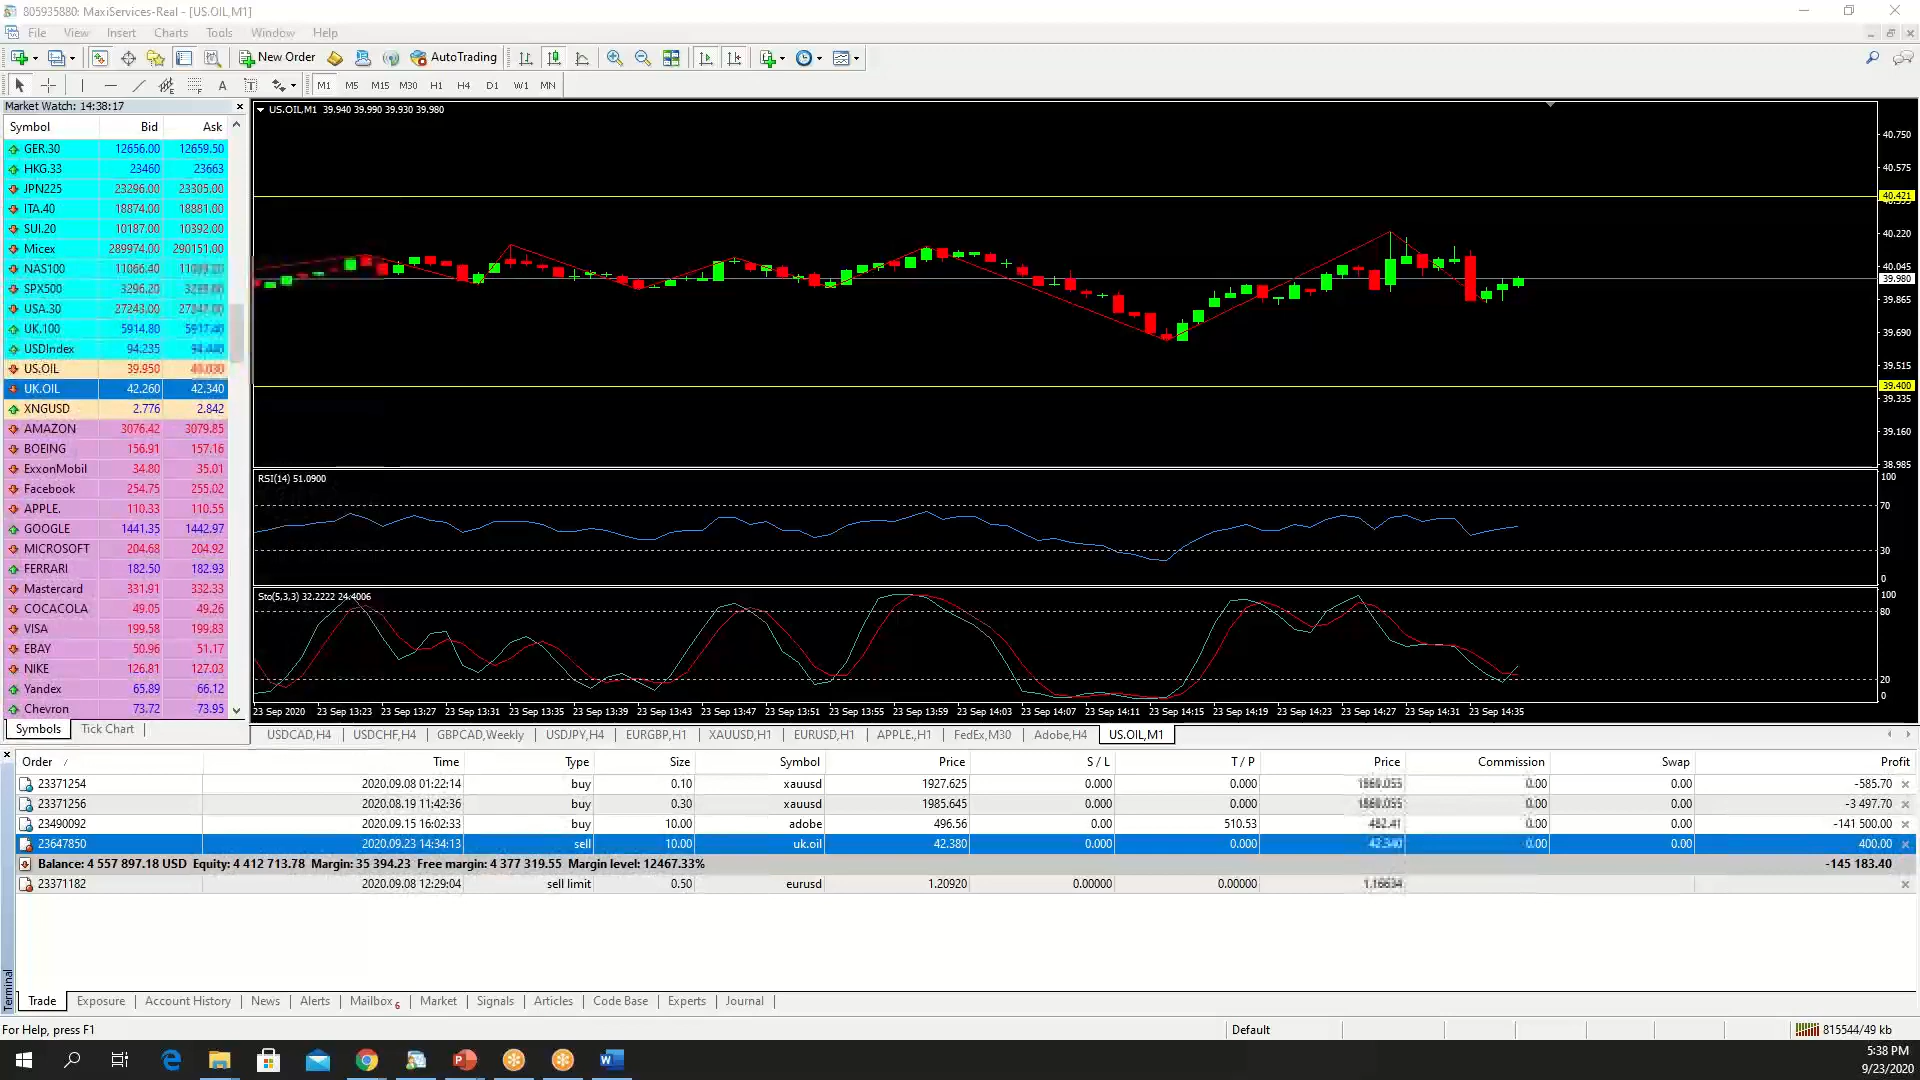 805935880: MaxiServices-Real - [US.OIL,M1]
File View Insert Charts Tools Window Help
New Order AutoTrading
A T M1 M5 M15 M30 H1 H4 D1 W1 MN
Market Watch: 14:38:17
Symbol Bid Ask
GER.30 12656.00 12659.50
HKG.33 23460 23663
JPN225 23296.00 23305.00
ITA.40 18874.00 18881.00
SUI.20 10187.00 10392.00
Micex 289974.00 290151.00
NAS100 11066.40
SPX500 3296.20
USA.30 27243.00
UK.100 5914.80
USDIndex 94.235
US.OIL 39.950 40.030
UK.OIL 42.260 42.340
XNGUSD 2.776 2.842
AMAZON 3076.42 3079.85
BOEING 156.91 157.16
ExxonMobil 34.80 35.01
Facebook 254.75 255.02
APPLE. 110.33 110.55
GOOGLE 1441.35 1442.97
MICROSOFT 204.68 204.92
FERRARI 182.50 182.93
Mastercard 331.91 332.33
COCACOLA 49.05 49.26
VISA 199.58 199.83
EBAY 50.96 51.17
NIKE 126.81 127.03
Yandex 65.89 66.12
Chevron 73.72 73.95
Symbols Tick Chart
US.OIL,M1 39.940 39.990 39.930 39.980
40.750
40.575
40.421
40.220
40.045
39.980
39.865
39.690
39.515
39.400
39.335
39.160
38.985
RSI(14) 51.0900
100
70
30
0
Sto(5,3,3) 32.2222 24.4006
100
80
20
0
23 Sep 2020 23 Sep 13:23 23 Sep 13:27 23 Sep 13:31 23 Sep 13:35 23 Sep 13:39 23 Sep 13:43 23 Sep 13:47 23 Sep 13:51 23 Sep 13:55 23 Sep 13:59 23 Sep 14:03 23 Sep 14:07 23 Sep 14:11 23 Sep 14:15 23 Sep 14:19 23 Sep 14:23 23 Sep 14:27 23 Sep 14:31 23 Sep 14:35
USDCAD,H4 USDCHF,H4 GBPCAD,Weekly USDJPY,H4 EURGBP,H1 XAUUSD,H1 EURUSD,H1 APPLE.,H1 FedEx,M30 Adobe,H4 US.OIL,M1
Order / Time Type Size Symbol Price S / L T / P Price Commission Swap Profit
23371254 2020.09.08 01:22:14 buy 0.10 xauusd 1927.625 0.000 0.000 0.00 0.00 -585.70
23371256 2020.08.19 11:42:36 buy 0.30 xauusd 1985.645 0.000 0.000 0.00 0.00 -3 497.70
23490092 2020.09.15 16:02:33 buy 10.00 adobe 496.56 0.00 510.53 482.41 0.00 0.00 -141 500.00
23647850 2020.09.23 14:34:13 sell 10.00 uk.oil 42.380 0.000 0.000 42.340 0.00 0.00 400.00
Balance: 4 557 897.18 USD Equity: 4 412 713.78 Margin: 35 394.23 Free margin: 4 377 319.55 Margin level: 12467.33% -145 183.40
23371182 2020.09.08 12:29:04 sell limit 0.50 eurusd 1.20920 0.00000 0.00000 1.16634
Terminal
Trade Exposure Account History News Alerts Mailbox 6 Market Signals Articles Code Base Experts Journal
For Help, press F1 Default 815544/49 kb
5:38 PM
9/23/2020